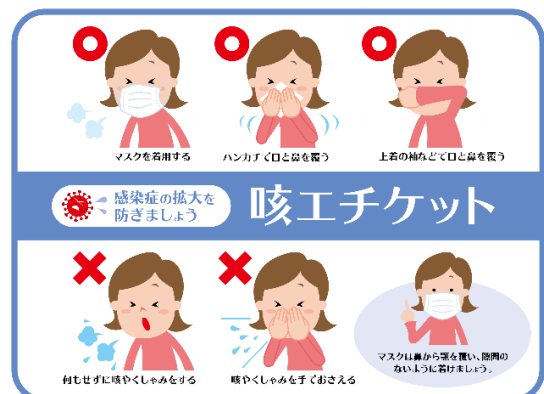 マスクを着用する
ハンカチで口と鼻を覆う
上着の袖などで口と鼻を覆う
感染症の拡大を
防ぎましょう
咳エチケット
何もせずに咳やくしゃみをする
咳やくしゃみを手でおさえる
マスクは鼻から顎を覆い、隙間の
ないように着けましょう。